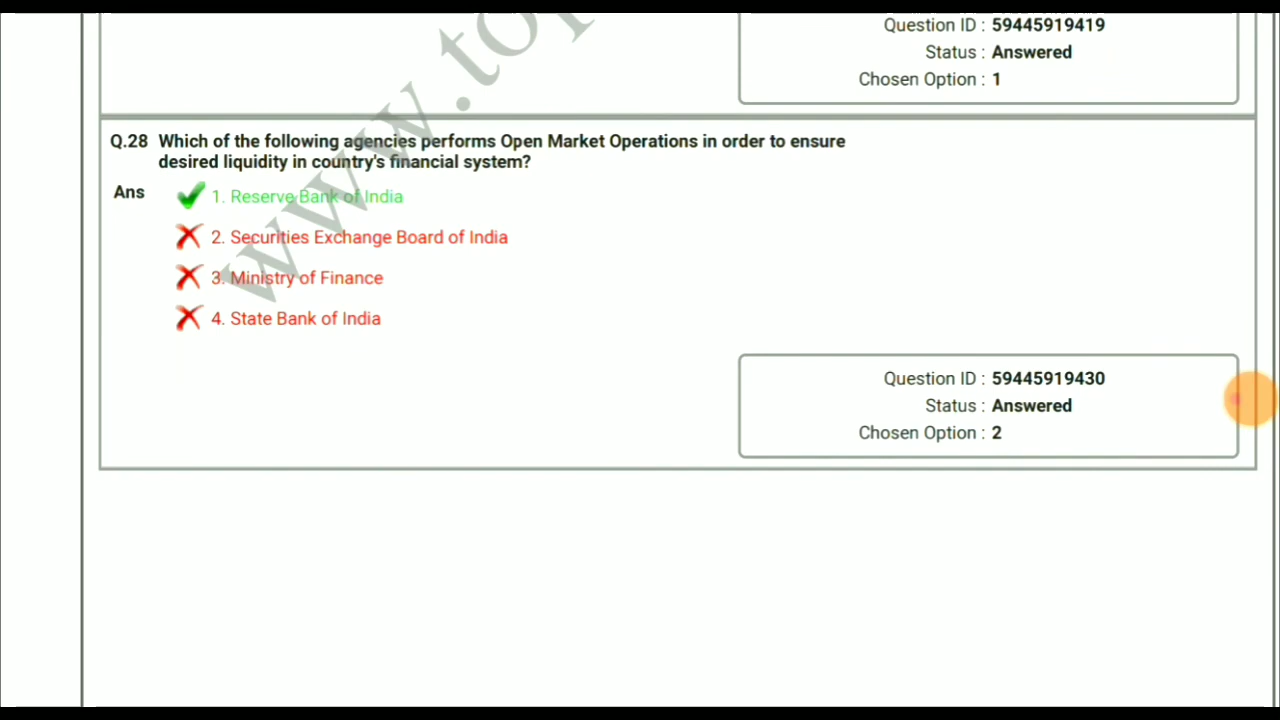 Question ID : 59445919419
Status : Answered
Chosen Option : 1
Q.28 Which of the following agencies performs Open Market Operations in order to ensure
desired liquidity in country's financial system?
Ans 1. Reserve Bank of India
2. Securities Exchange Board of India
3. Ministry of Finance
4. State Bank of India
Question ID : 59445919430
Status : Answered
Chosen Option : 2
www.top